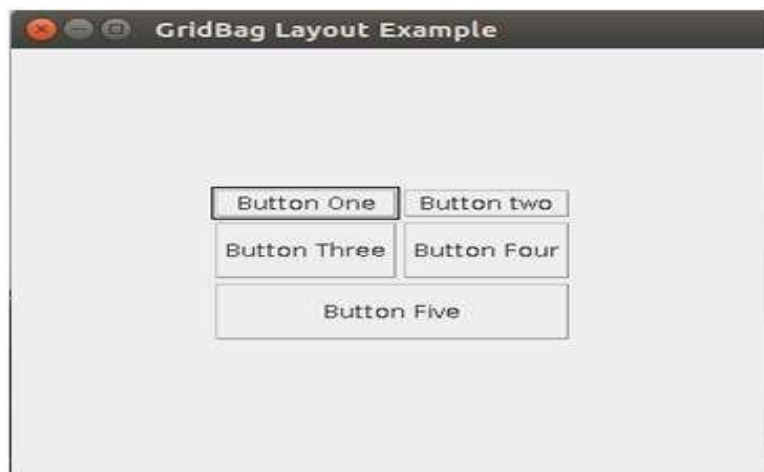 GridBag Layout Example
Button One
Button two
Button Three
Button Four
Button Five